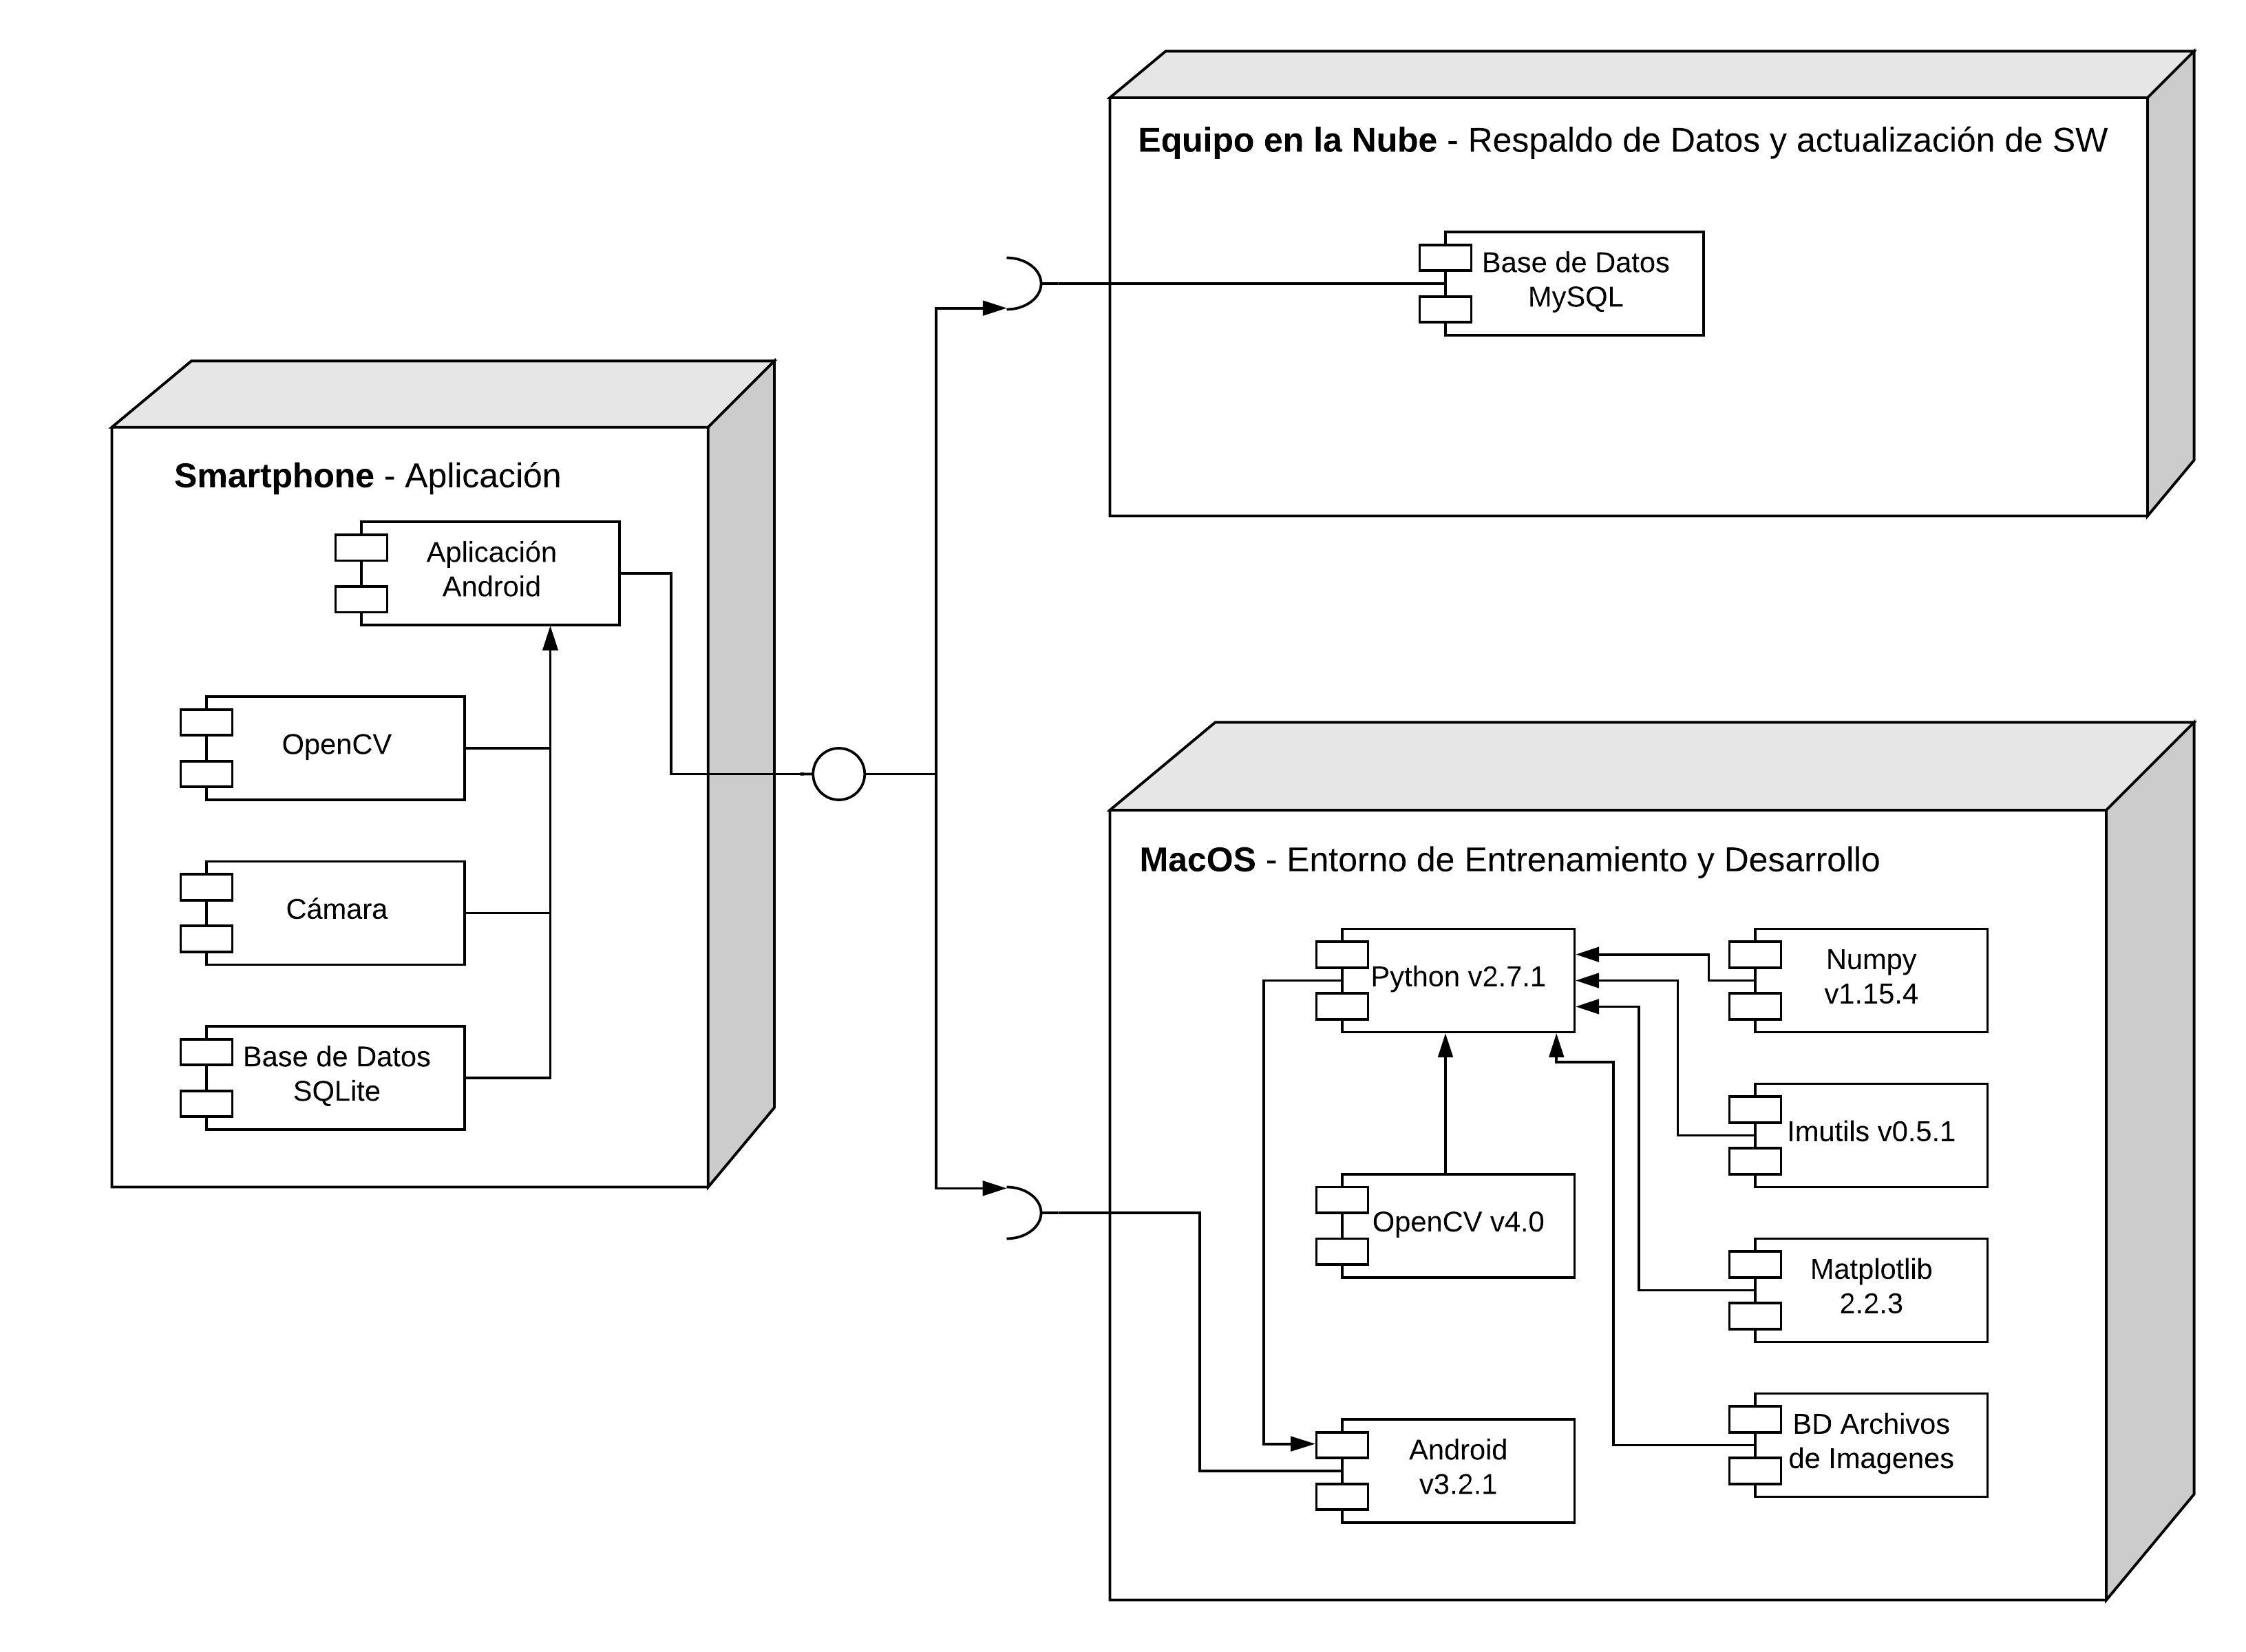 Equipo en la Nube - Respaldo de Datos y actualización de SW
Base de Datos
MySQL
Smartphone - Aplicación
Aplicación
Android
OpenCV
Cámara
Base de Datos
SQLite
MacOS - Entorno de Entrenamiento y Desarrollo
Python v2.7.1
Numpy
v1.15.4
Imutils v0.5.1
OpenCV v4.0
Matplotlib
2.2.3
Android
v3.2.1
BD Archivos
de Imagenes